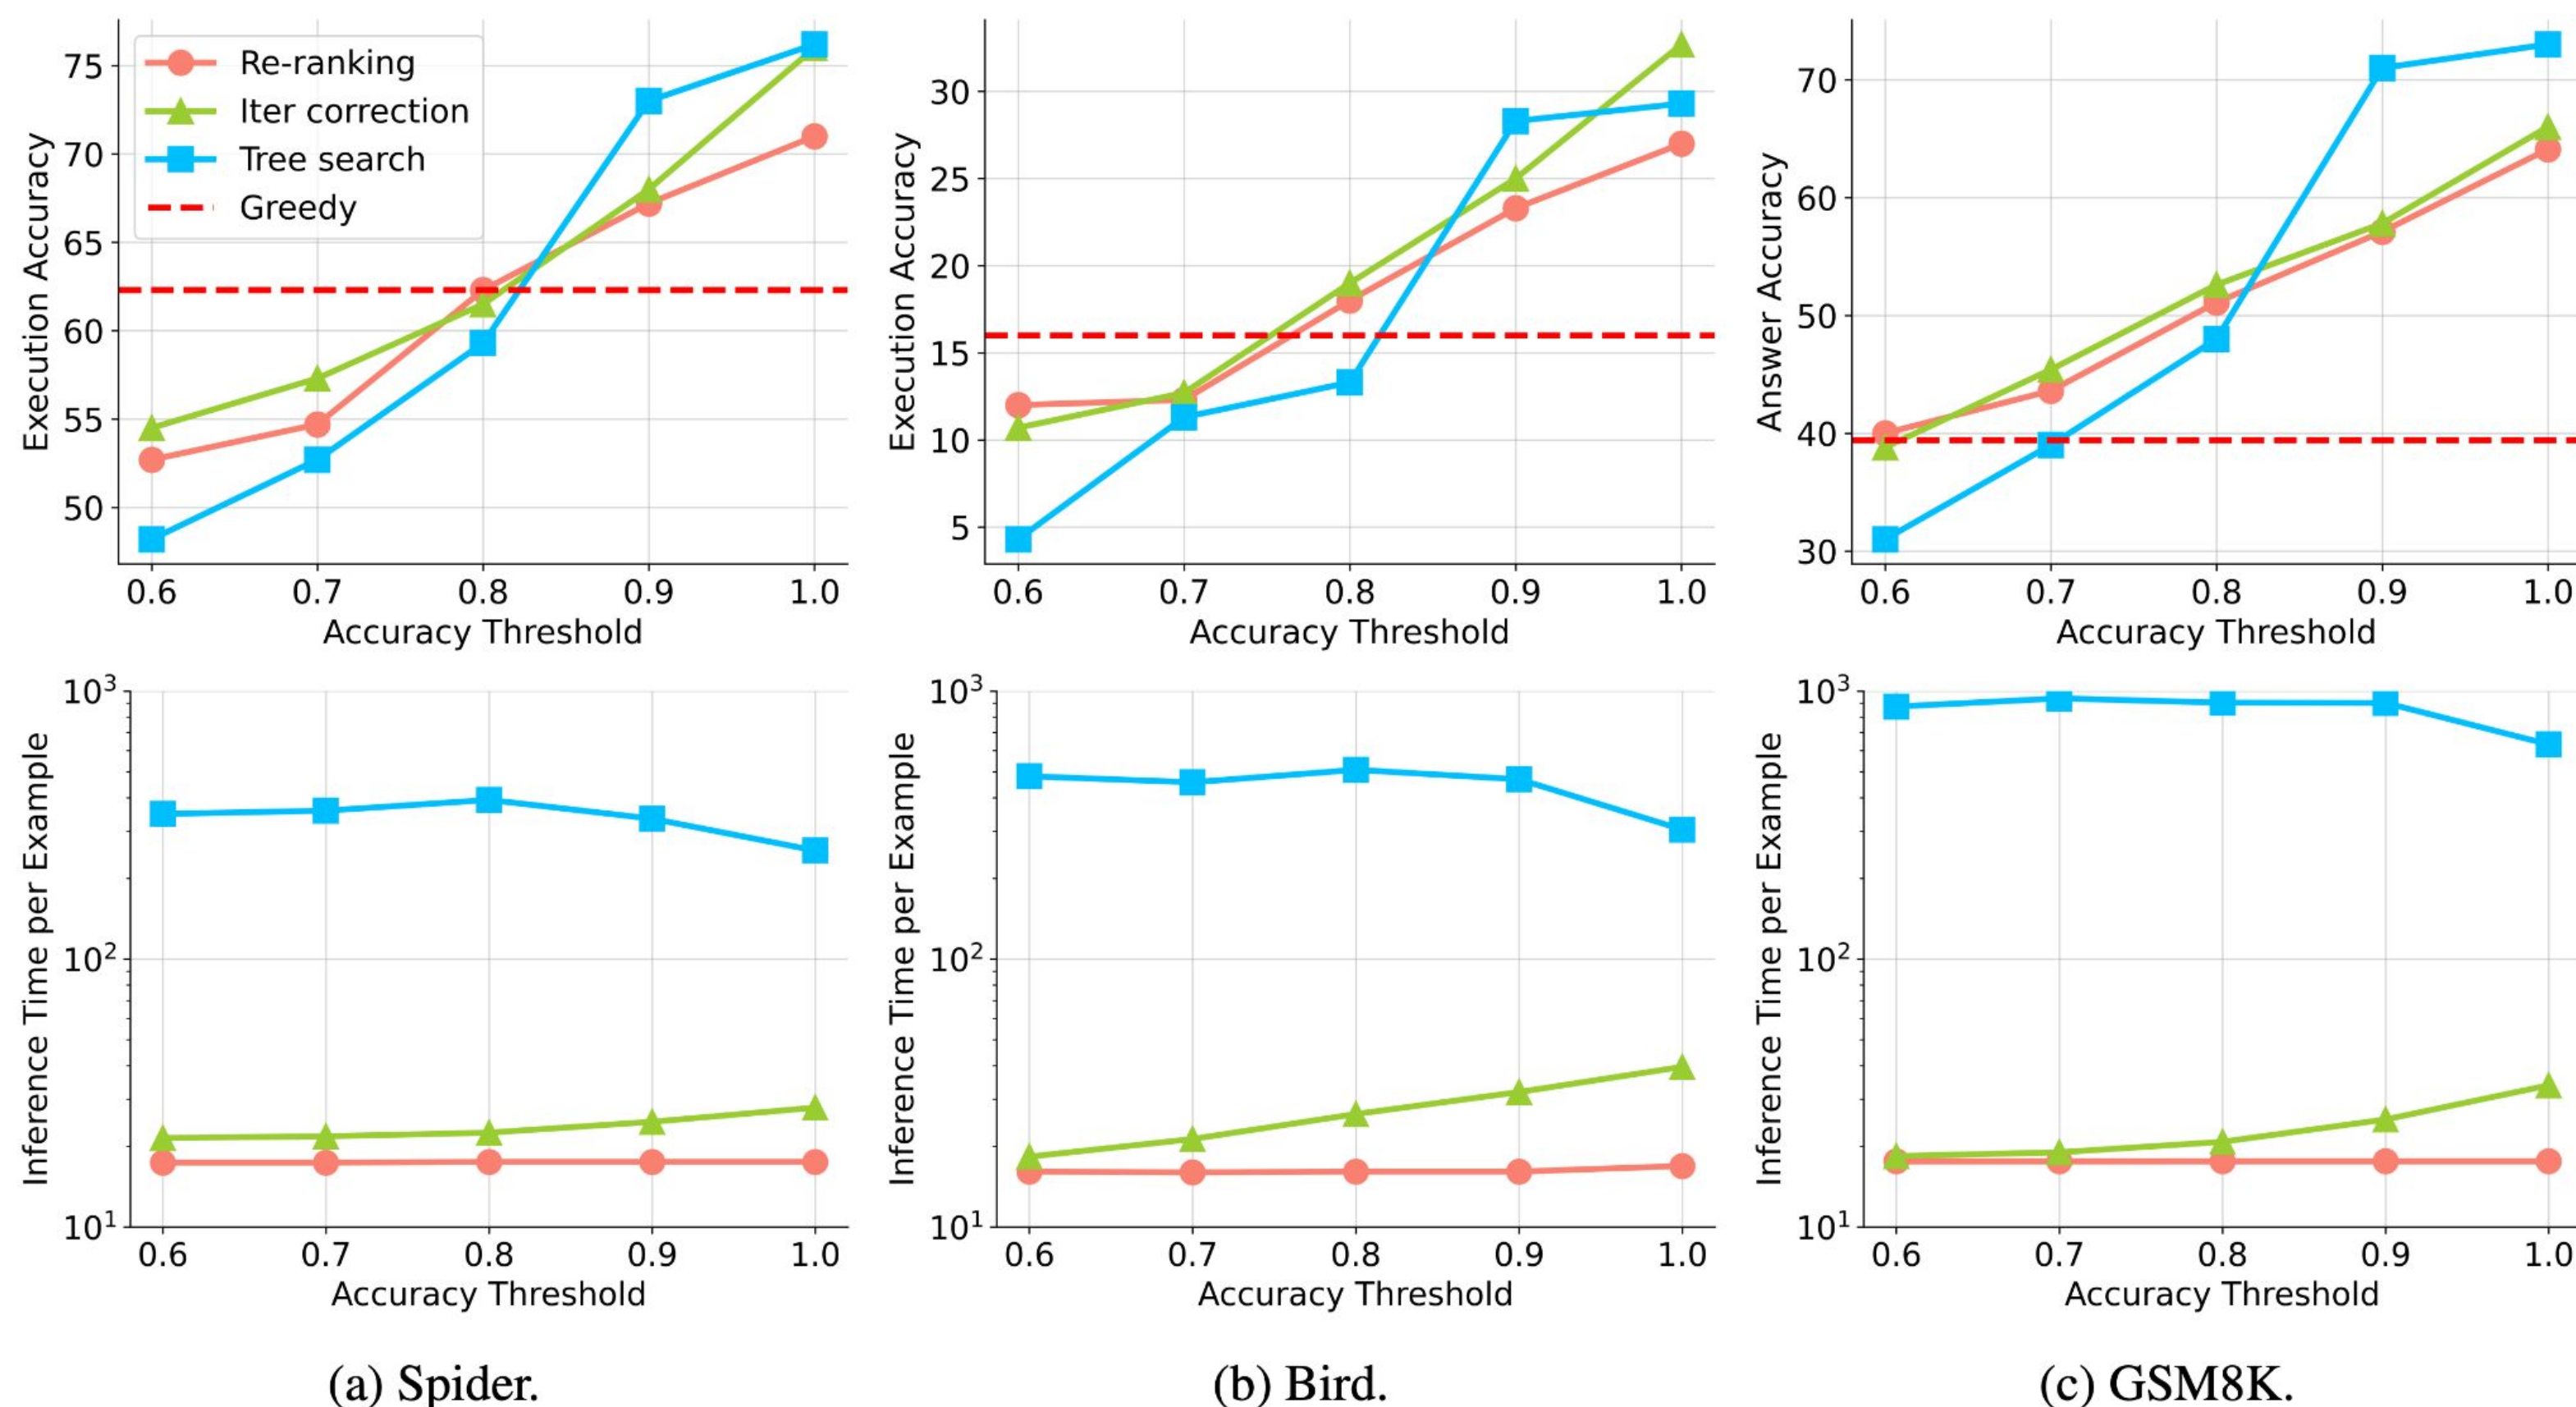 Re-ranking
Iter correction
Tree search
Greedy
Execution Accuracy
75
70
65
60
55
50
0.6 0.7 0.8 0.9 1.0
Accuracy Threshold
Execution Accuracy
30
25
20
15
10
5
0.6 0.7 0.8 0.9 1.0
Accuracy Threshold
Answer Accuracy
70
60
50
40
30
0.6 0.7 0.8 0.9 1.0
Accuracy Threshold
Inference Time per Example
10³
10²
10¹
0.6 0.7 0.8 0.9 1.0
Accuracy Threshold
(a) Spider.
Inference Time per Example
10³
10²
10¹
0.6 0.7 0.8 0.9 1.0
Accuracy Threshold
(b) Bird.
Inference Time per Example
10³
10²
10¹
0.6 0.7 0.8 0.9 1.0
Accuracy Threshold
(c) GSM8K.